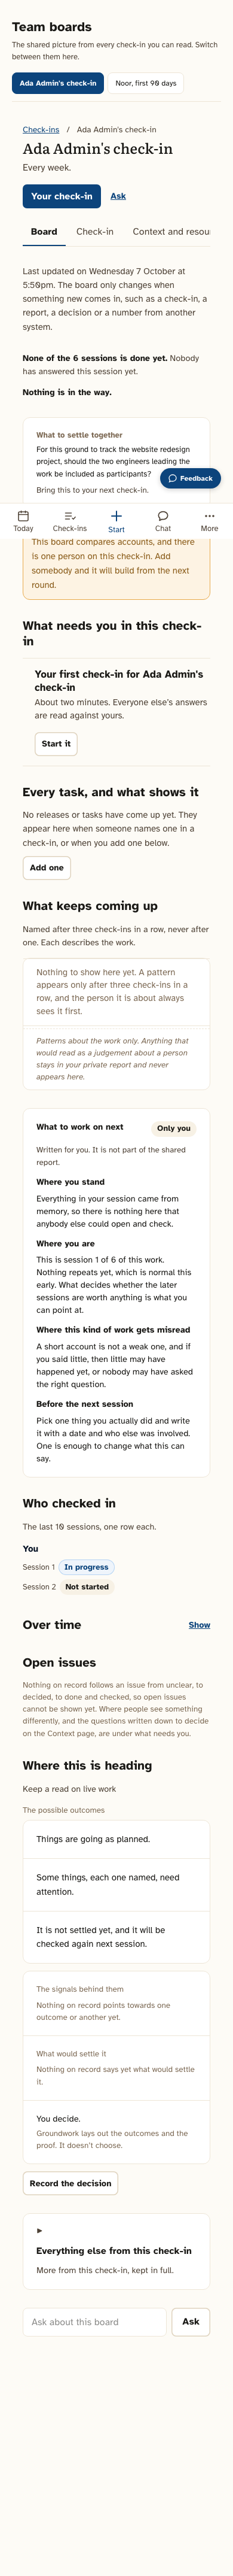 Team boards
The shared picture from every check-in you can read. Switch
between them here.
Ada Admin's check-in
Noor, first 90 days
Check-ins / Ada Admin's check-in
Ada Admin's check-in
Every week.
Your check-in
Ask
Board
Check-in
Context and resou
Last updated on Wednesday 7 October at
5:50pm. The board only changes when
something new comes in, such as a check-in, a
report, a decision or a number from another
system.
None of the 6 sessions is done yet. Nobody
has answered this session yet.
Nothing is in the way.
What to settle together
For this ground to track the website redesign
project, should the two engineers leading the
work be included as participants?
Bring this to your next check-in.
Feedback
Today
Check-ins
Start
Chat
More
This board compares accounts, and there
is one person on this check-in. Add
somebody and it will build from the next
round.
What needs you in this check-
in
Your first check-in for Ada Admin's
check-in
About two minutes. Everyone else's answers
are read against yours.
Start it
Every task, and what shows it
No releases or tasks have come up yet. They
appear here when someone names one in a
check-in, or when you add one below.
Add one
What keeps coming up
Named after three check-ins in a row, never after
one. Each describes the work.
Nothing to show here yet. A pattern
appears only after three check-ins in a
row, and the person it is about always
sees it first.
Patterns about the work only. Anything that
would read as a judgement about a person
stays in your private report and never
appears here.
What to work on next
Only you
Written for you. It is not part of the shared
report.
Where you stand
Everything in your session came from
memory, so there is nothing here that
anybody else could open and check.
Where you are
This is session 1 of 6 of this work.
Nothing repeats yet, which is normal this
early. What decides whether the later
sessions are worth anything is what you
can point at.
Where this kind of work gets misread
A short account is not a weak one, and if
you said little, then little may have
happened yet, or nobody may have asked
the right question.
Before the next session
Pick one thing you actually did and write
it with a date and who else was involved.
One is enough to change what this can
say.
Who checked in
The last 10 sessions, one row each.
You
Session 1 In progress
Session 2 Not started
Over time
Show
Open issues
Nothing on record follows an issue from unclear, to
decided, to done and checked, so open issues
cannot be shown yet. Where people see something
differently, and the questions written down to decide
on the Context page, are under what needs you.
Where this is heading
Keep a read on live work
The possible outcomes
Things are going as planned.
Some things, each one named, need
attention.
It is not settled yet, and it will be
checked again next session.
The signals behind them
Nothing on record points towards one
outcome or another yet.
What would settle it
Nothing on record says yet what would settle
it.
You decide.
Groundwork lays out the outcomes and the
proof. It doesn't choose.
Record the decision
Everything else from this check-in
More from this check-in, kept in full.
Ask about this board
Ask